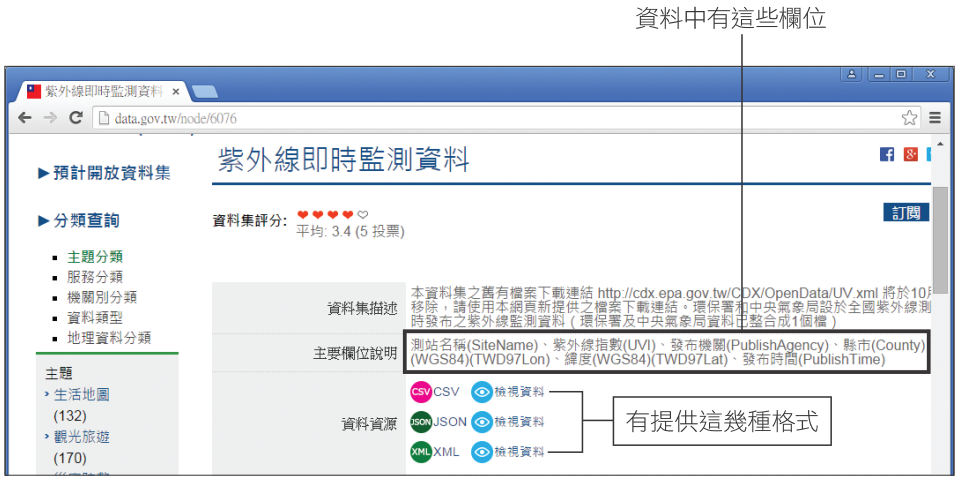 資料中有這些欄位
紫外線即時監測資料
data.gov.tw/node/6076
▶預計開放資料集
紫外線即時監測資料
▶分類查詢
資料集評分:
平均: 3.4 (5 投票)
訂閱
主題分類
服務分類
機關別分類
資料類型
地理資料分類
資料集描述
本資料集之舊有檔案下載連結 http://cdx.epa.gov.tw/CDX/OpenData/UV.xml 將於10月
移除，請使用本網頁新提供之檔案下載連結。環保署和中央氣象局設於全國紫外線測
時發布之紫外線監測資料（環保署及中央氣象局資料已整合成1個檔）
主要欄位說明
測站名稱(SiteName)、紫外線指數(UVI)、發布機關(PublishAgency)、縣市(County)
(WGS84)(TWD97Lon)、緯度(WGS84)(TWD97Lat)、發布時間(PublishTime)
主題
生活地圖
(132)
觀光旅遊
(170)
資料資源
CSV CSV 檢視資料
JSON JSON 檢視資料
XML XML 檢視資料
有提供這幾種格式